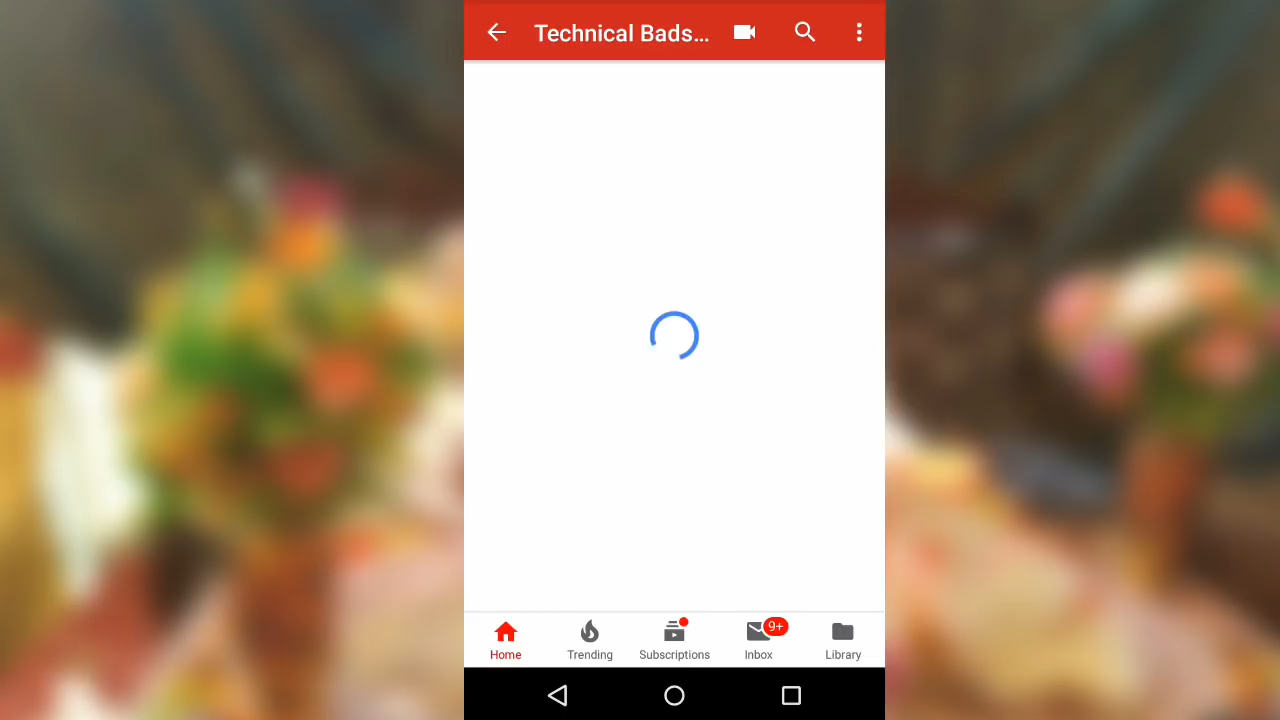 Technical Bads...
9+
Home
Trending
Subscriptions
Inbox
Library